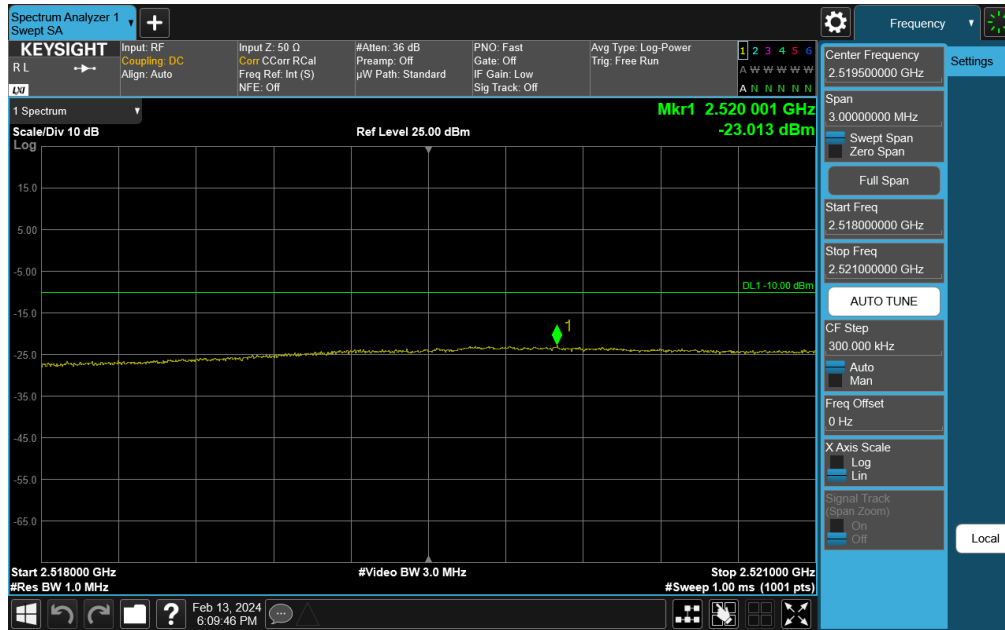 Spectrum Analyzer 1
Swept SA
Frequency
KEYSIGHT
R L
LXI
Input: RF
Coupling: DC
Align: Auto
Input Z: 50 Ω
Corr CCorr RCal
Freq Ref: Int (S)
NFE: Off
#Atten: 36 dB
Preamp: Off
µW Path: Standard
PNO: Fast
Gate: Off
IF Gain: Low
Sig Track: Off
Avg Type: Log-Power
Trig: Free Run
1 2 3 4 5 6
A W W W W W
A N N N N N
1 Spectrum
Scale/Div 10 dB
Log
Ref Level 25.00 dBm
Mkr1 2.520 001 GHz
-23.013 dBm
15.0
5.00
-5.00
-15.0
-25.0
-35.0
-45.0
-55.0
-65.0
DL1 -10.00 dBm
1
Start 2.518000 GHz
#Res BW 1.0 MHz
#Video BW 3.0 MHz
Stop 2.521000 GHz
#Sweep 1.00 ms (1001 pts)
Center Frequency
2.519500000 GHz
Settings
Span
3.00000000 MHz
Swept Span
Zero Span
Full Span
Start Freq
2.518000000 GHz
Stop Freq
2.521000000 GHz
AUTO TUNE
CF Step
300.000 kHz
Auto
Man
Freq Offset
0 Hz
X Axis Scale
Log
Lin
Signal Track
(Span Zoom)
On
Off
Local
?
Feb 13, 2024
6:09:46 PM